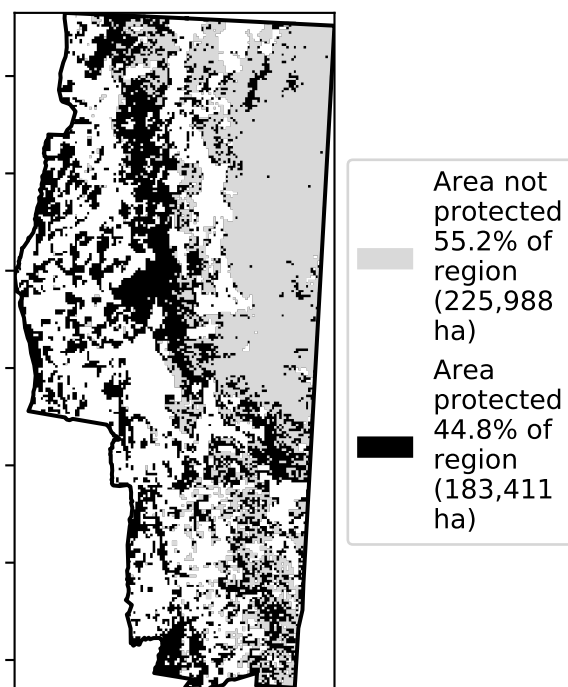 Area not
protected
55.2% of
region
(225,988
ha)
Area
protected
44.8% of
region
(183,411
ha)